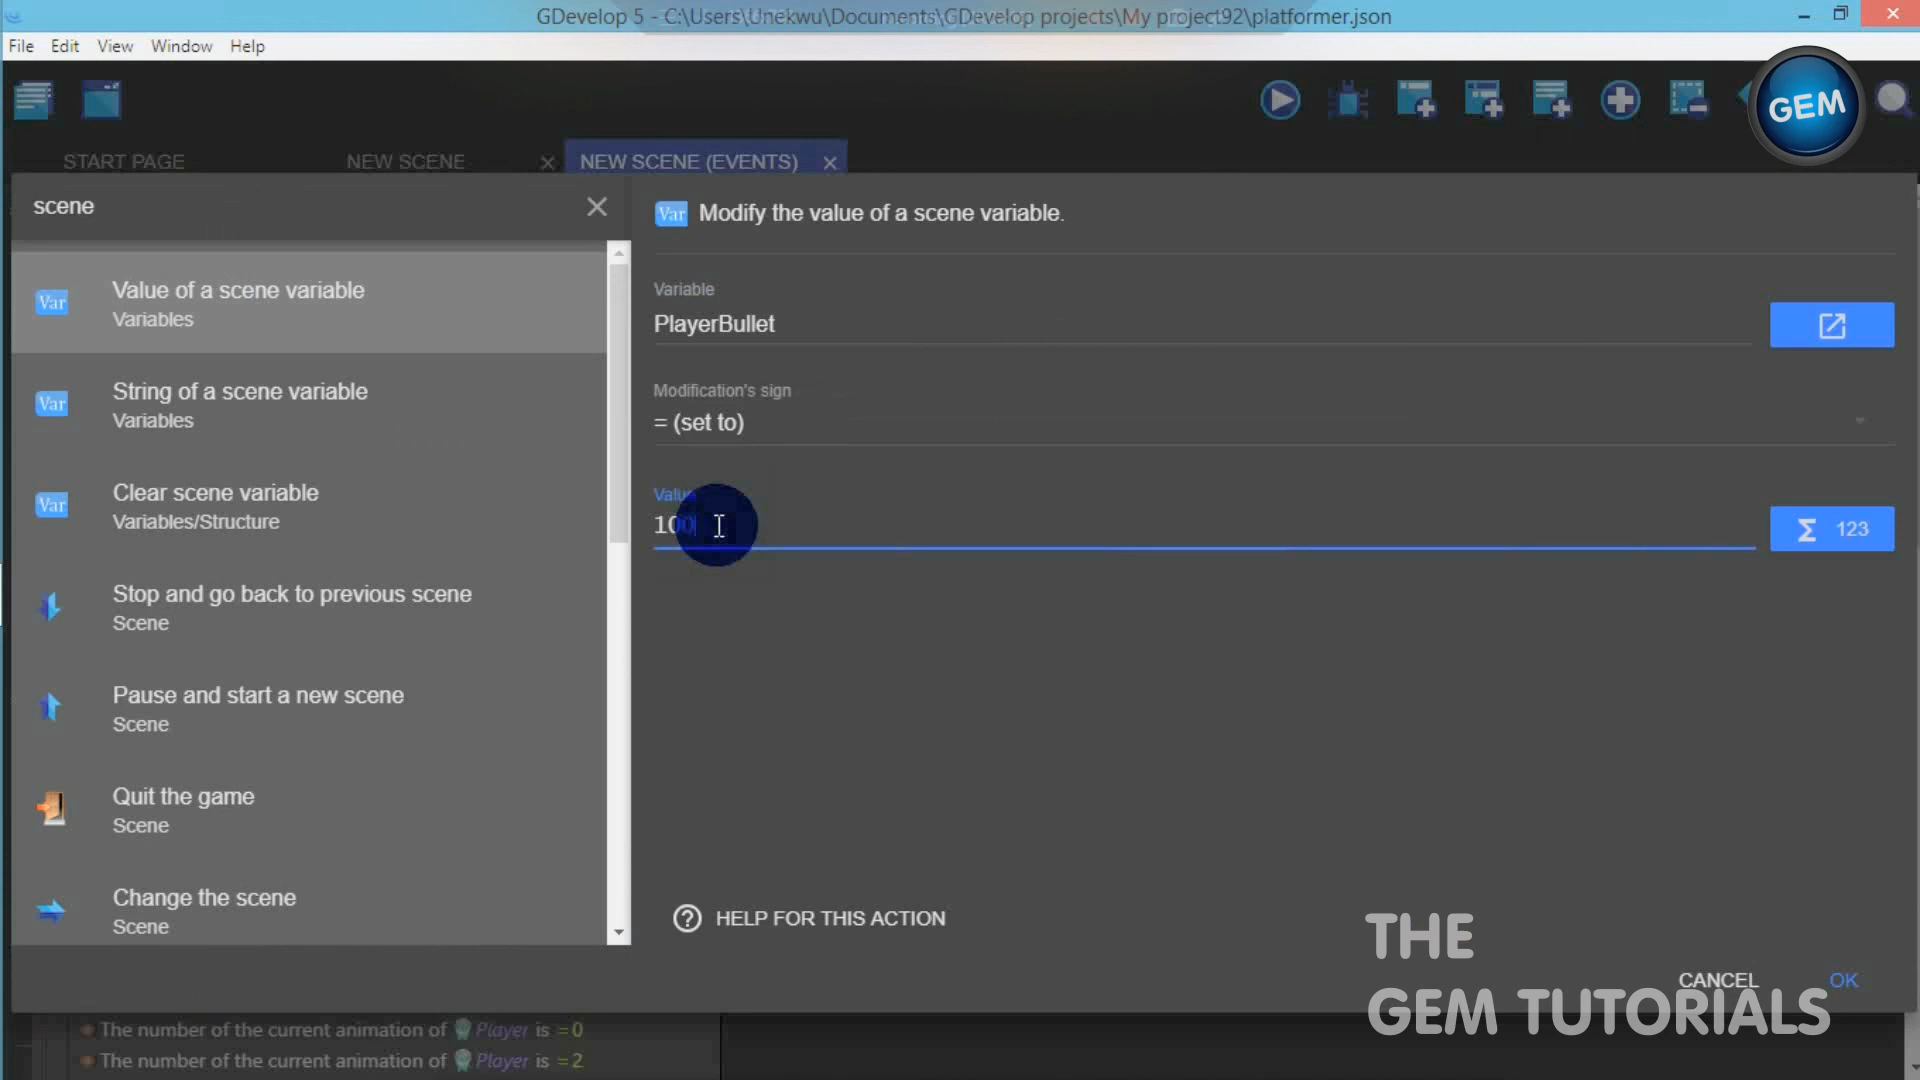 GDevelop 5 - C:\Users\Unekwu\Documents\GDevelop projects\My project92\platformer.json
File Edit View Window Help
GEM
START PAGE NEW SCENE NEW SCENE (EVENTS)
scene
Modify the value of a scene variable.
Var
Value of a scene variable
Variables
Var
String of a scene variable
Variables
Var
Clear scene variable
Variables/Structure
Var
Stop and go back to previous scene
Scene
Pause and start a new scene
Scene
Quit the game
Scene
Change the scene
Scene
Variable
PlayerBullet
Modification's sign
= (set to)
Value
100
Σ 123
HELP FOR THIS ACTION
CANCEL OK
THE
GEM TUTORIALS
The number of the current animation of Player is =0
The number of the current animation of Player is =2